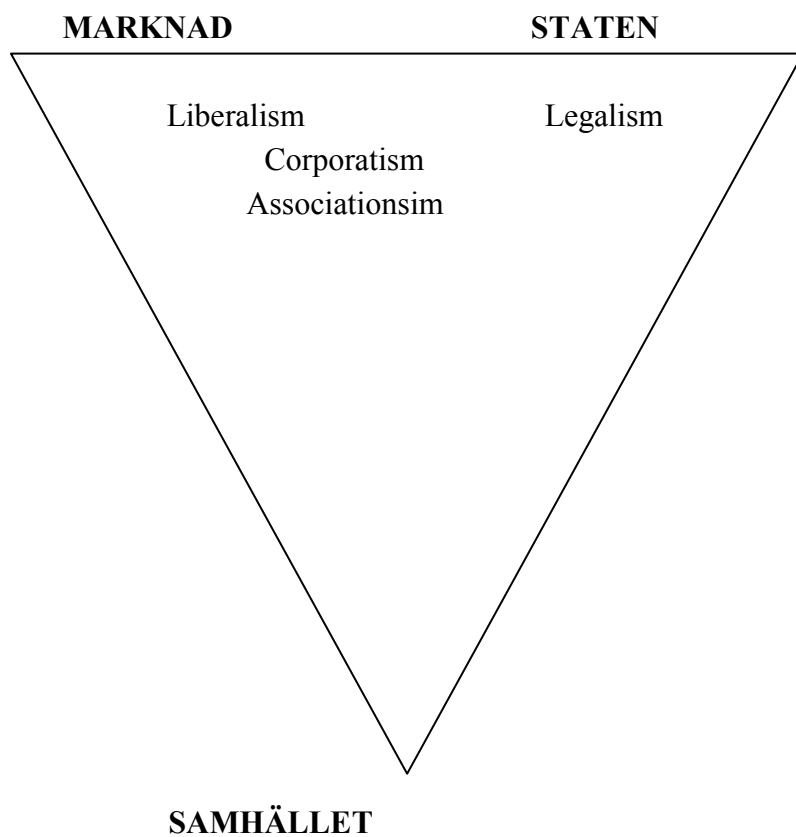 MARKNAD STATEN
Liberalism Legalism
Corporatism
Associationsim
SAMHÄLLET